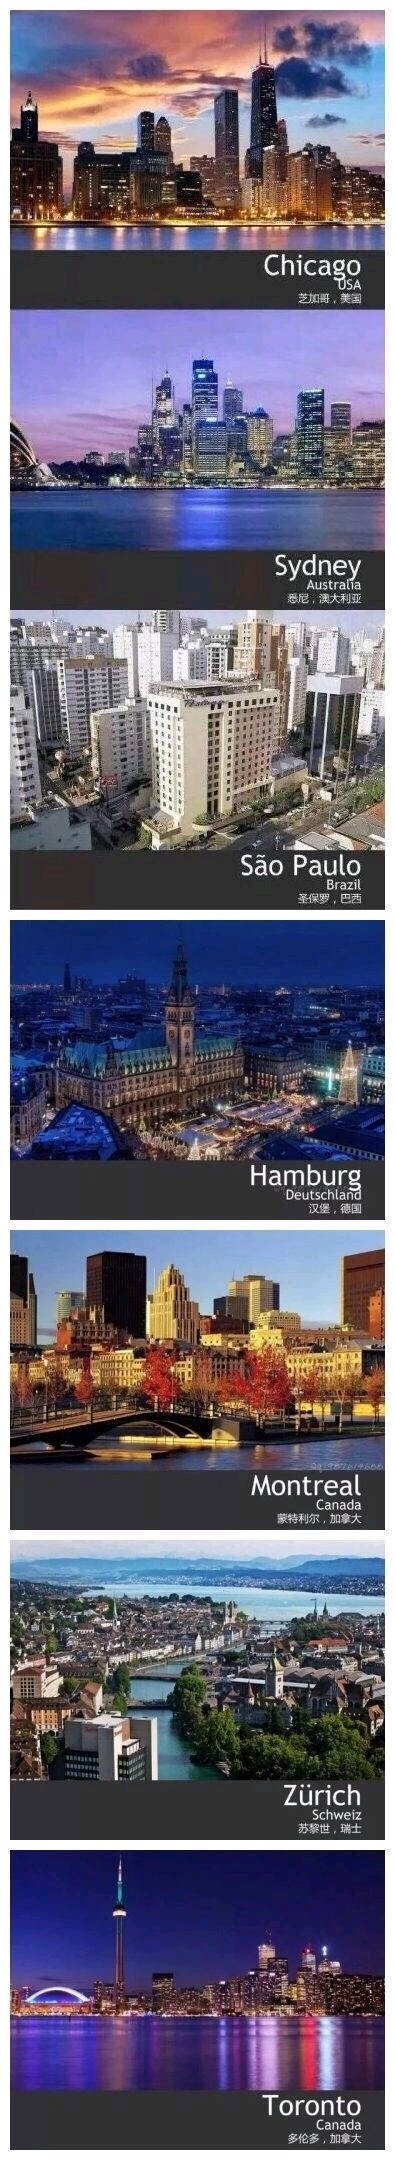 Chicago
USA
芝加哥，美国
Sydney
Australia
悉尼，澳大利亚
São Paulo
Brazil
圣保罗，巴西
Hamburg
Deutschland
汉堡，德国
Montreal
Canada
蒙特利尔，加拿大
Zürich
Schweiz
苏黎世，瑞士
Toronto
Canada
多伦多，加拿大